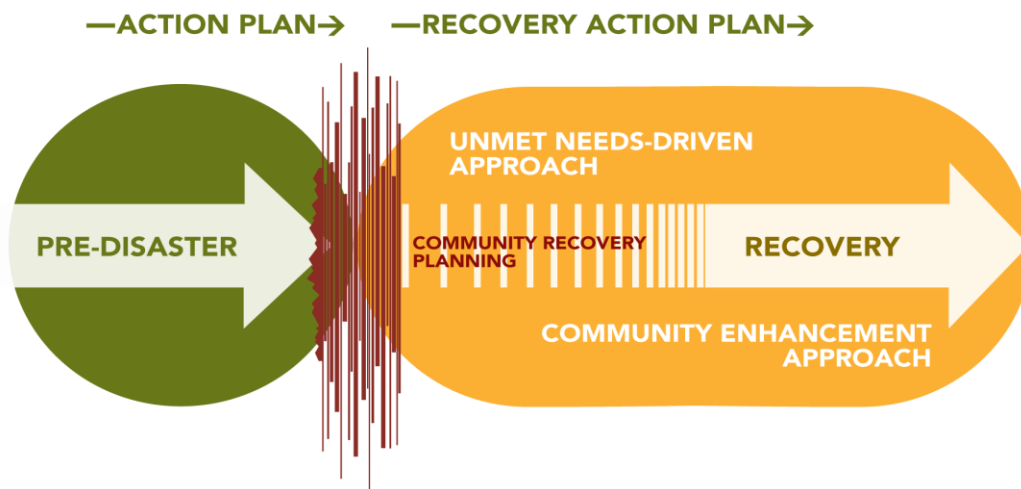 —ACTION PLAN→
—RECOVERY ACTION PLAN→
UNMET NEEDS-DRIVEN
APPROACH
PRE-DISASTER
COMMUNITY RECOVERY
PLANNING
RECOVERY
COMMUNITY ENHANCEMENT
APPROACH